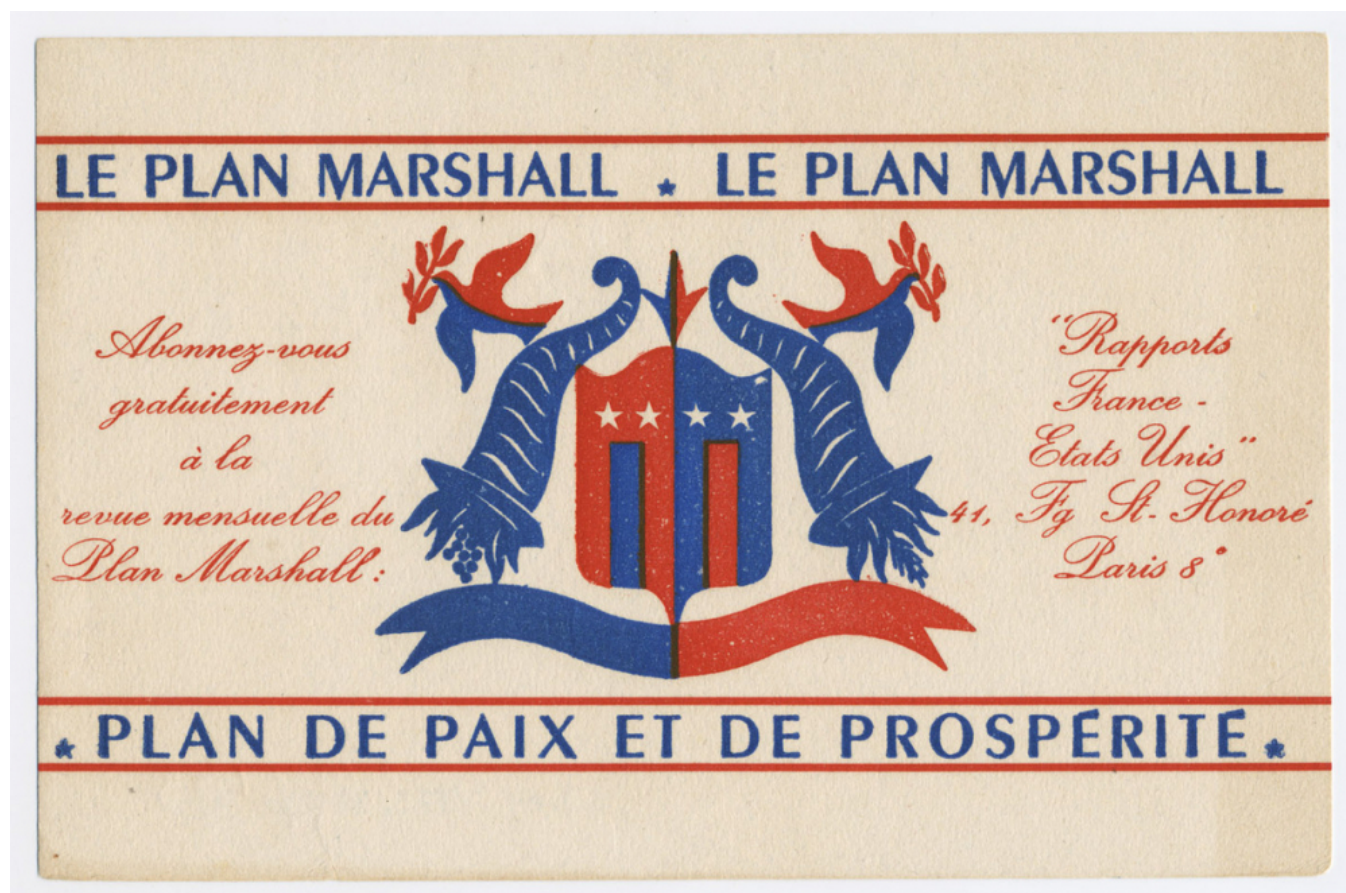 LE PLAN MARSHALL * LE PLAN MARSHALL
Abonnez-vous
gratuitement
à la
revue mensuelle du
Plan Marshall :
"Rapports
France -
Etats Unis"
41, Fg St-Honoré
Paris 8°
* PLAN DE PAIX ET DE PROSPÉRITÉ *